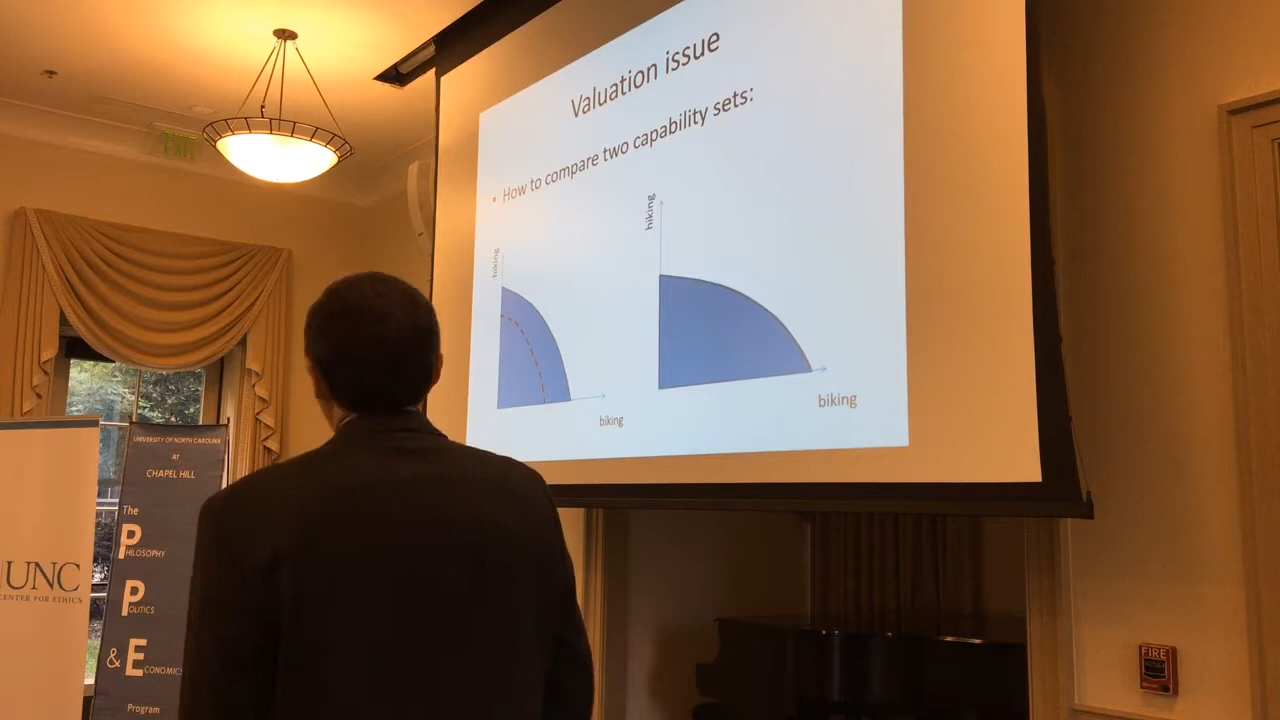 EXIT
Valuation issue
• How to compare two capability sets:
hiking
biking
hiking
biking
UNC
CENTER FOR ETHICS
UNIVERSITY OF NORTH CAROLINA
AT
CHAPEL HILL
The
PHILOSOPHY
POLITICS
& ECONOMICS
Program
FIRE